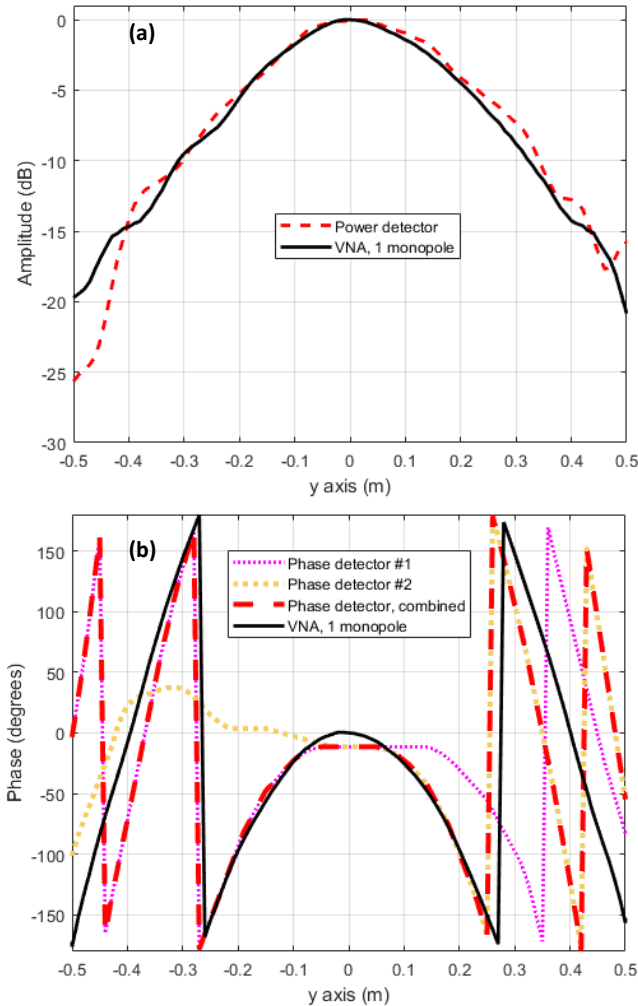 (a)
0
-5
-10
-15
-20
-25
-30
Amplitude (dB)
Power detector
VNA, 1 monopole
-0.5 -0.4 -0.3 -0.2 -0.1 0 0.1 0.2 0.3 0.4 0.5
y axis (m)
(b)
150
100
50
0
-50
-100
-150
Phase (degrees)
Phase detector #1
Phase detector #2
Phase detector, combined
VNA, 1 monopole
-0.5 -0.4 -0.3 -0.2 -0.1 0 0.1 0.2 0.3 0.4 0.5
y axis (m)